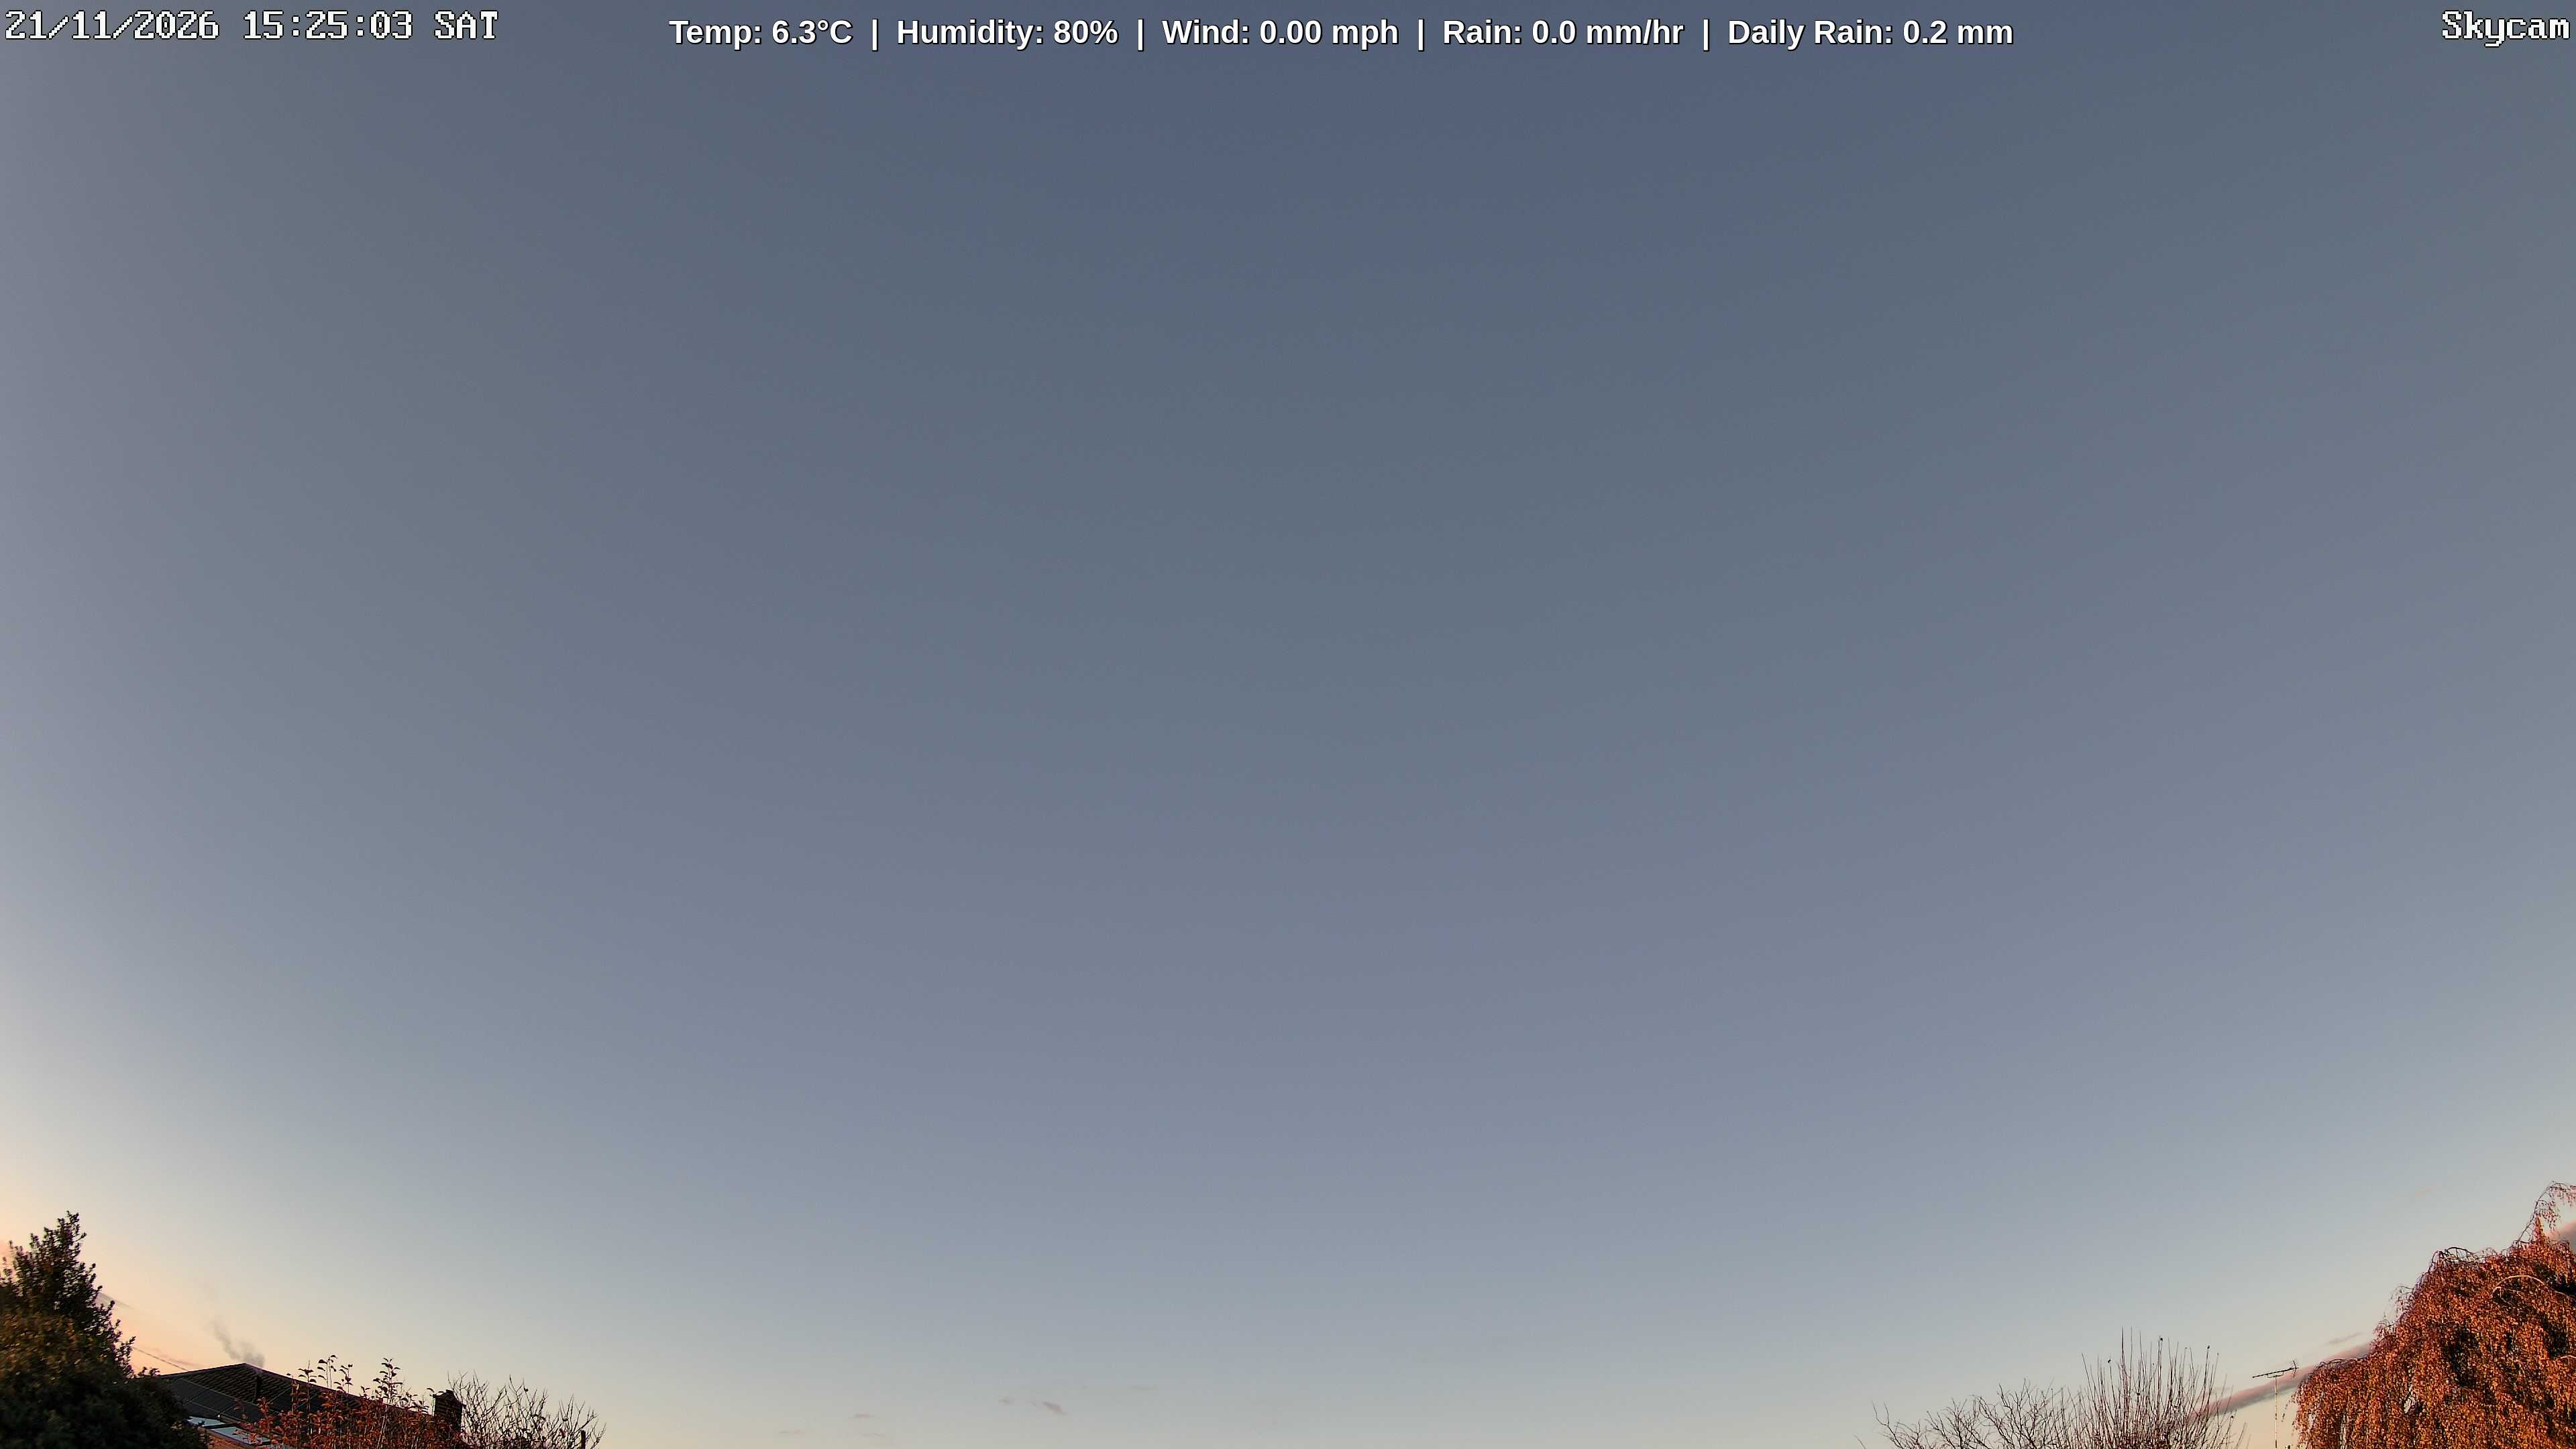 21/11/2026 15:25:03 SAT
Temp: 6.3°C | Humidity: 80% | Wind: 0.00 mph | Rain: 0.0 mm/hr | Daily Rain: 0.2 mm
Skycam